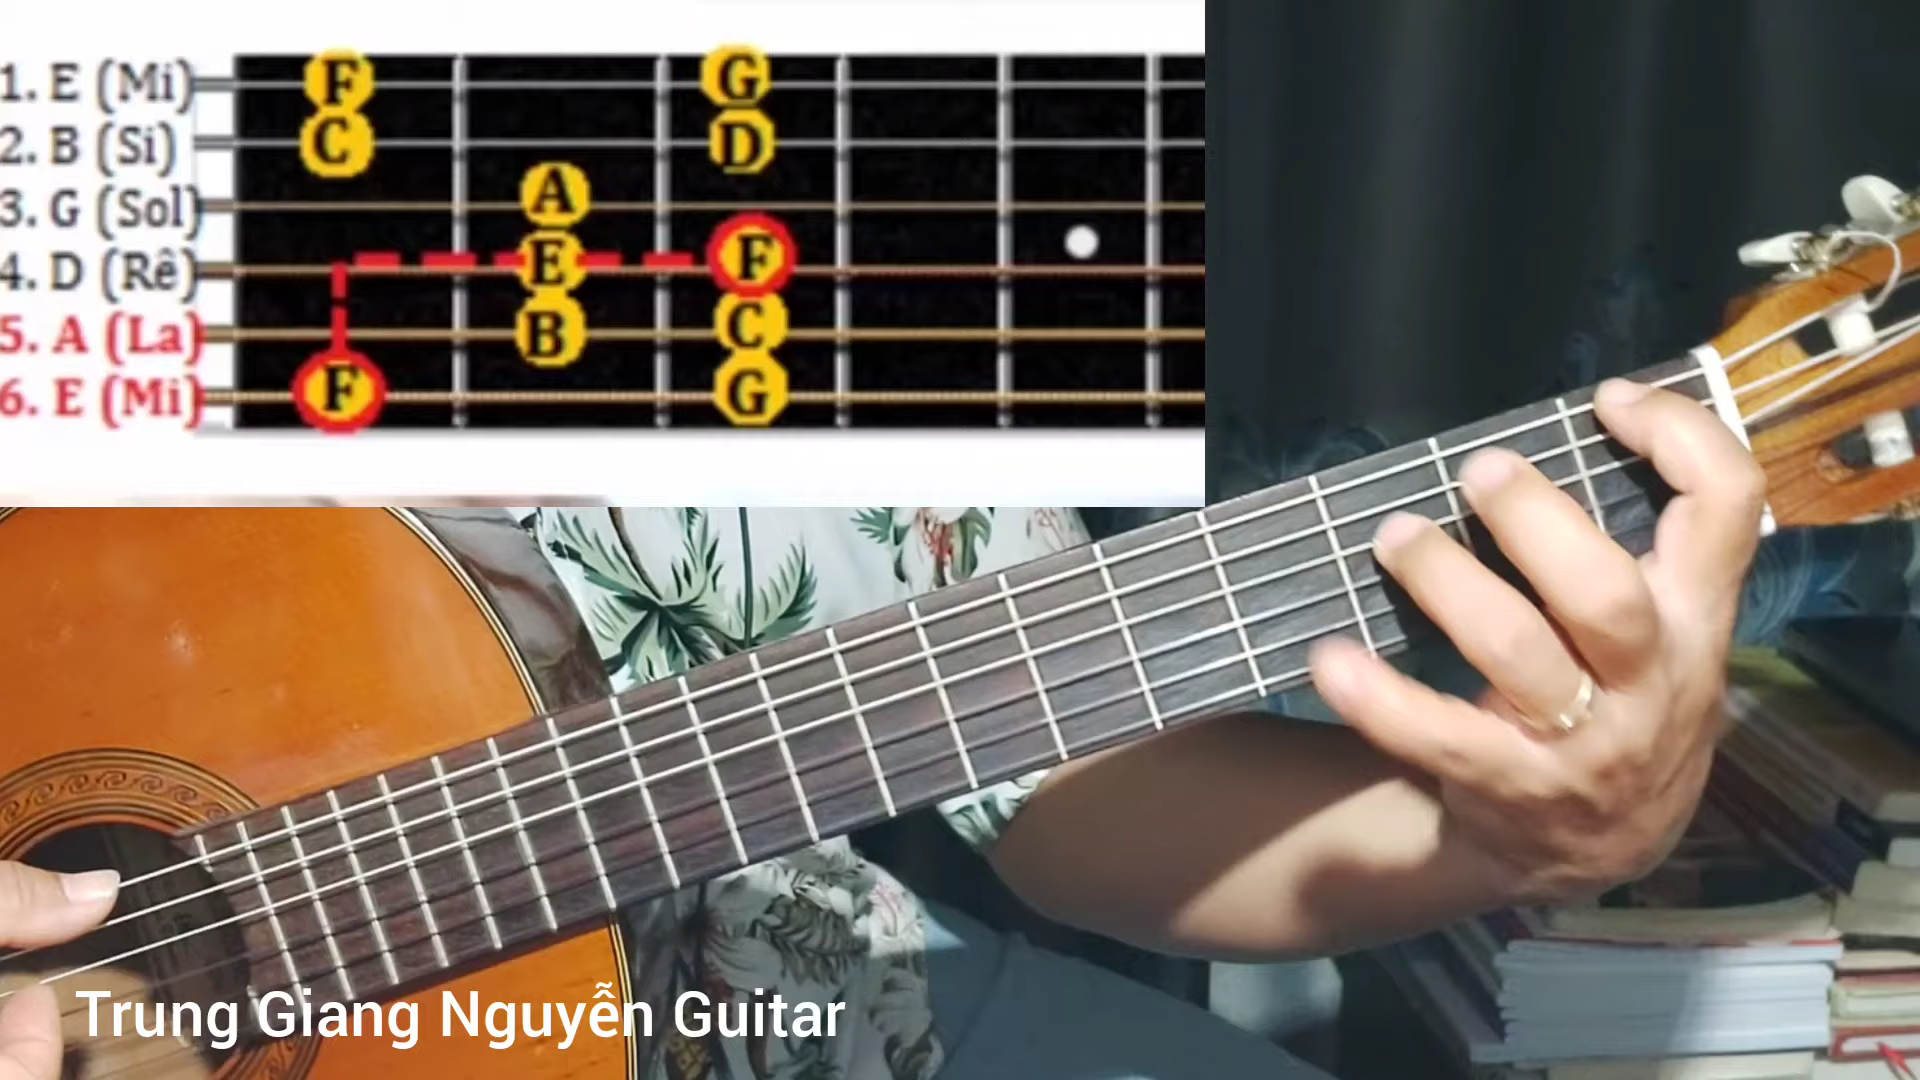 1. E (Mi) F G
2. B (Si) C D
3. G (Sol) A
4. D (Rê) E F
5. A (La) B C
6. E (Mi) F G
Trung Giang Nguyễn Guitar